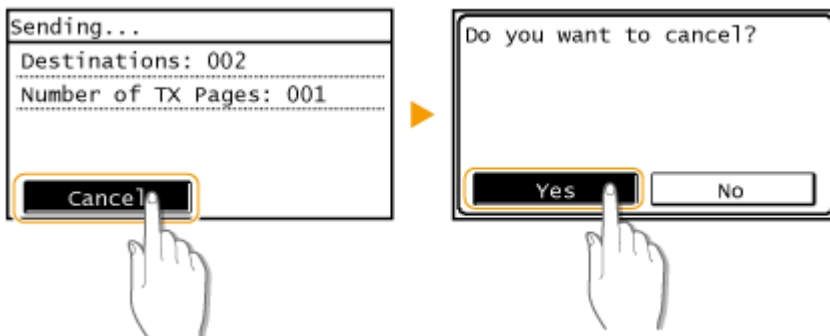 Sending...
Destinations: 002
Number of TX Pages: 001
Cancel
Do you want to cancel?
Yes
No